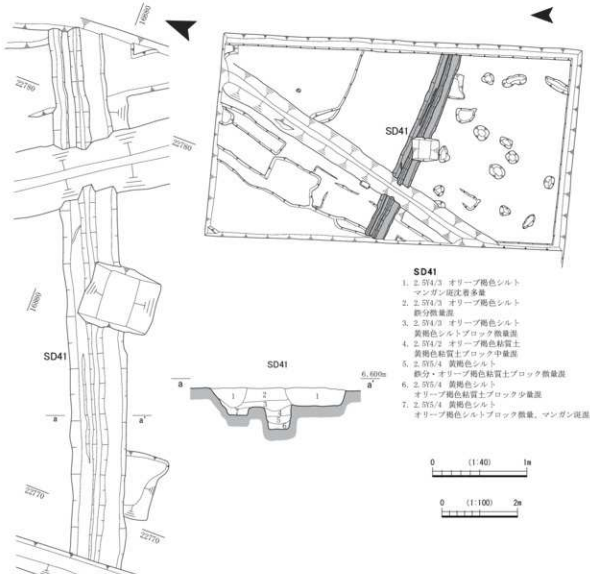 16880
22780
22780
SD41
16860
SD41
22770
22770
SD41
a
a'
a
a'
6.600m
1
2
1
6
SD41
1. 2.5Y4/3 オリーブ褐色シルト
マンガン斑沈着多量
2. 2.5Y4/3 オリーブ褐色シルト
鉄分微量混
3. 2.5Y4/3 オリーブ褐色シルト
黄褐色シルトブロック微量混
4. 2.5Y4/2 オリーブ褐色粘質土
黄褐色粘質土ブロック中量混
5. 2.5Y5/4 黄褐色シルト
鉄分・オリーブ褐色粘質土ブロック微量混
6. 2.5Y5/4 黄褐色シルト
オリーブ褐色粘質土ブロック少量混
7. 2.5Y5/4 黄褐色シルト
オリーブ褐色シルトブロック微量、マンガン斑混
0 (1:40) 1m
0 (1:100) 2m